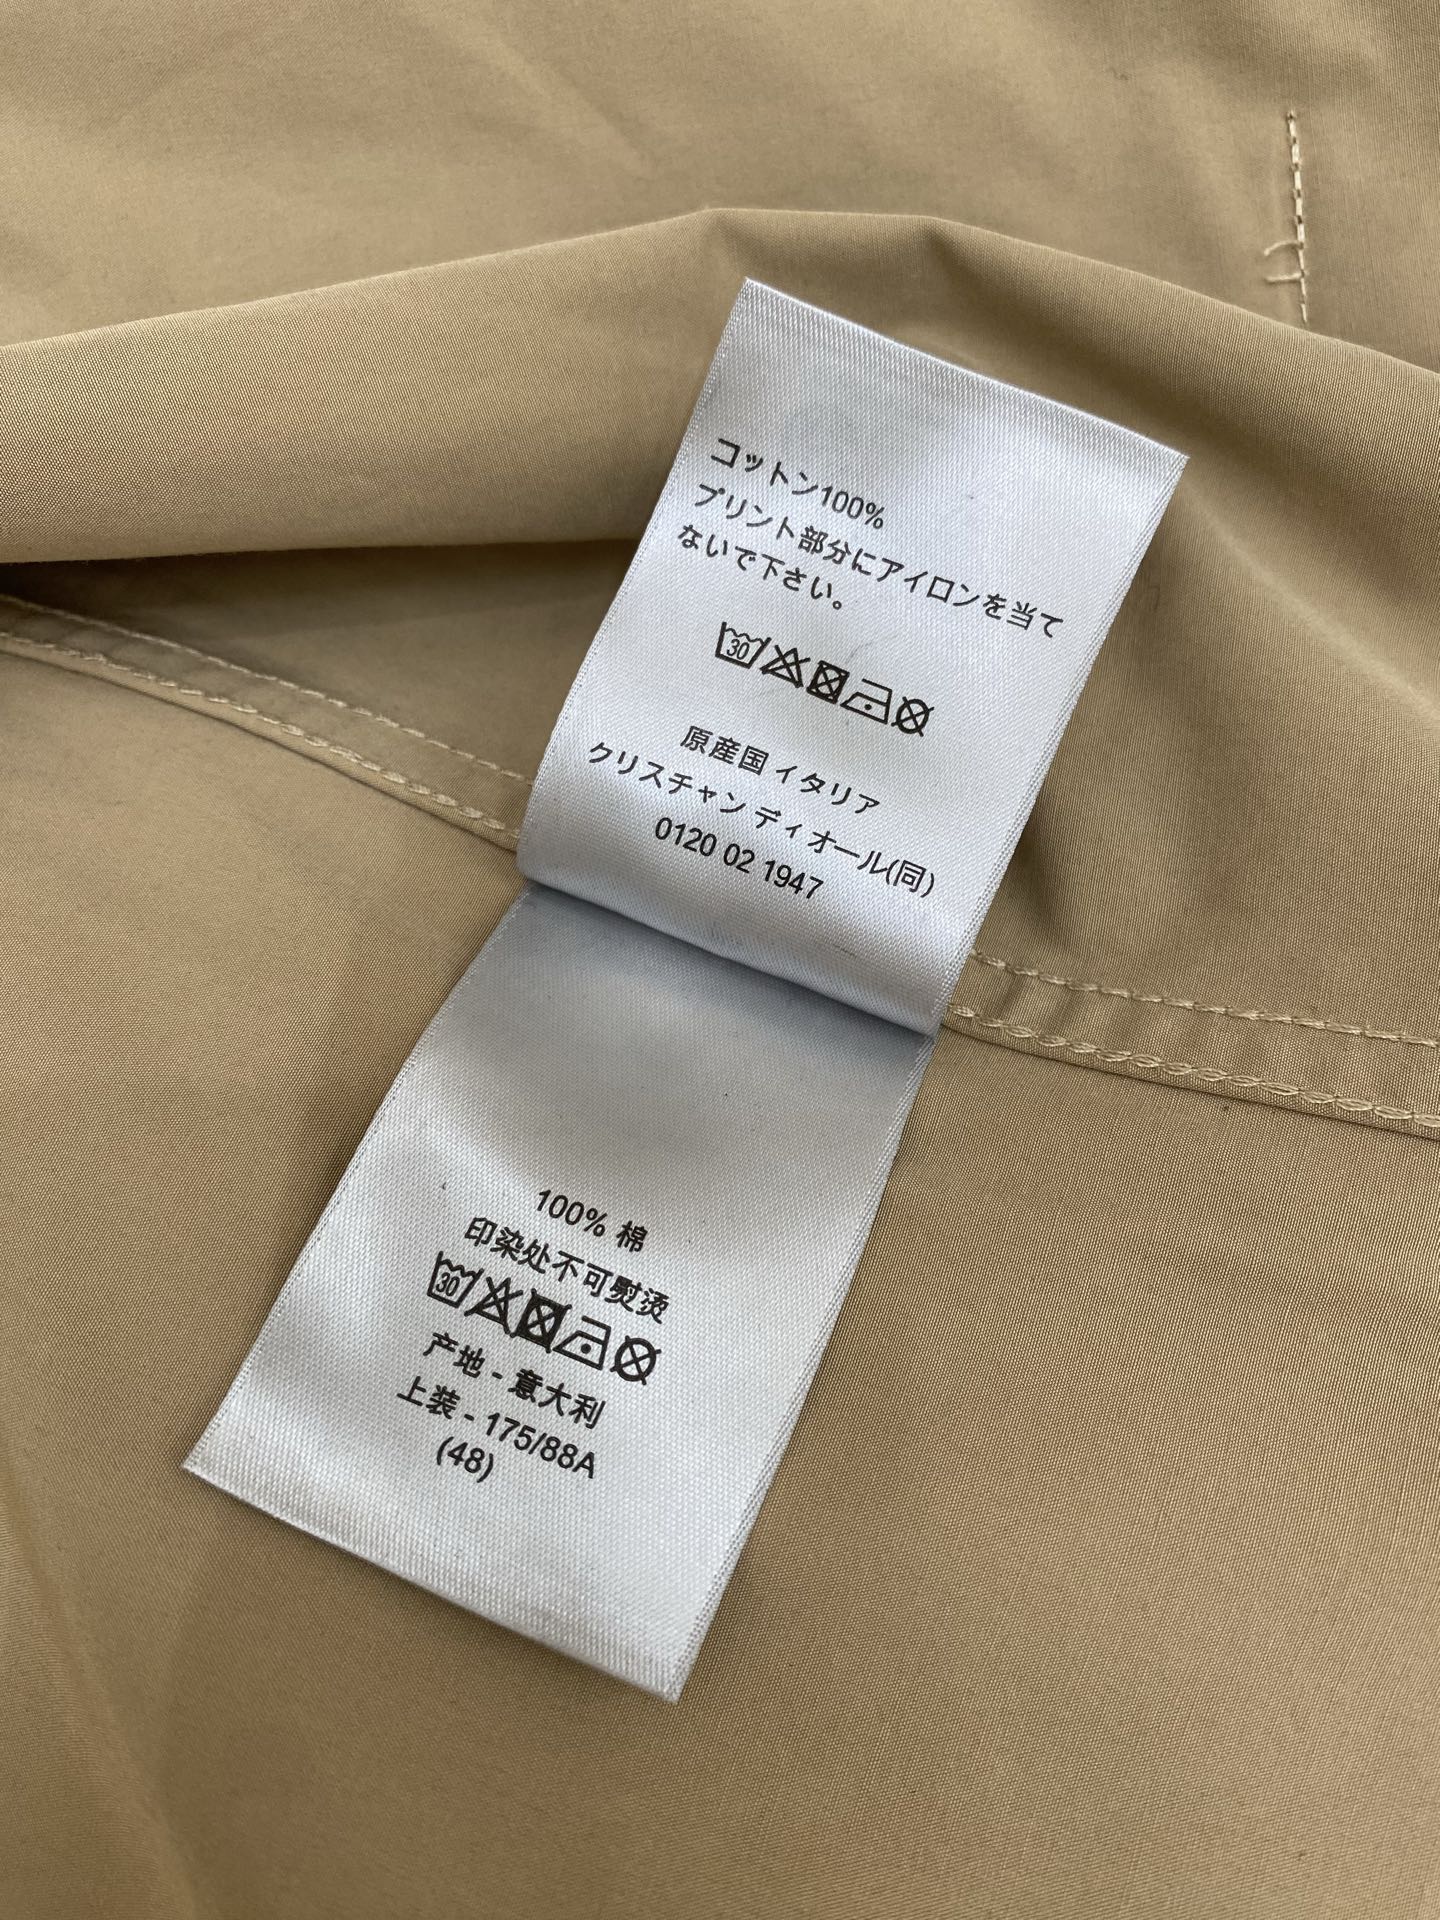 コットン100%
プリント部分にアイロンを当て
ないで下さい。
30
原産国 イタリア
クリスチャン ディオール(同)
0120 02 1947
100% 棉
印染处不可熨烫
30
产地 - 意大利
上装 - 175/88A
(48)